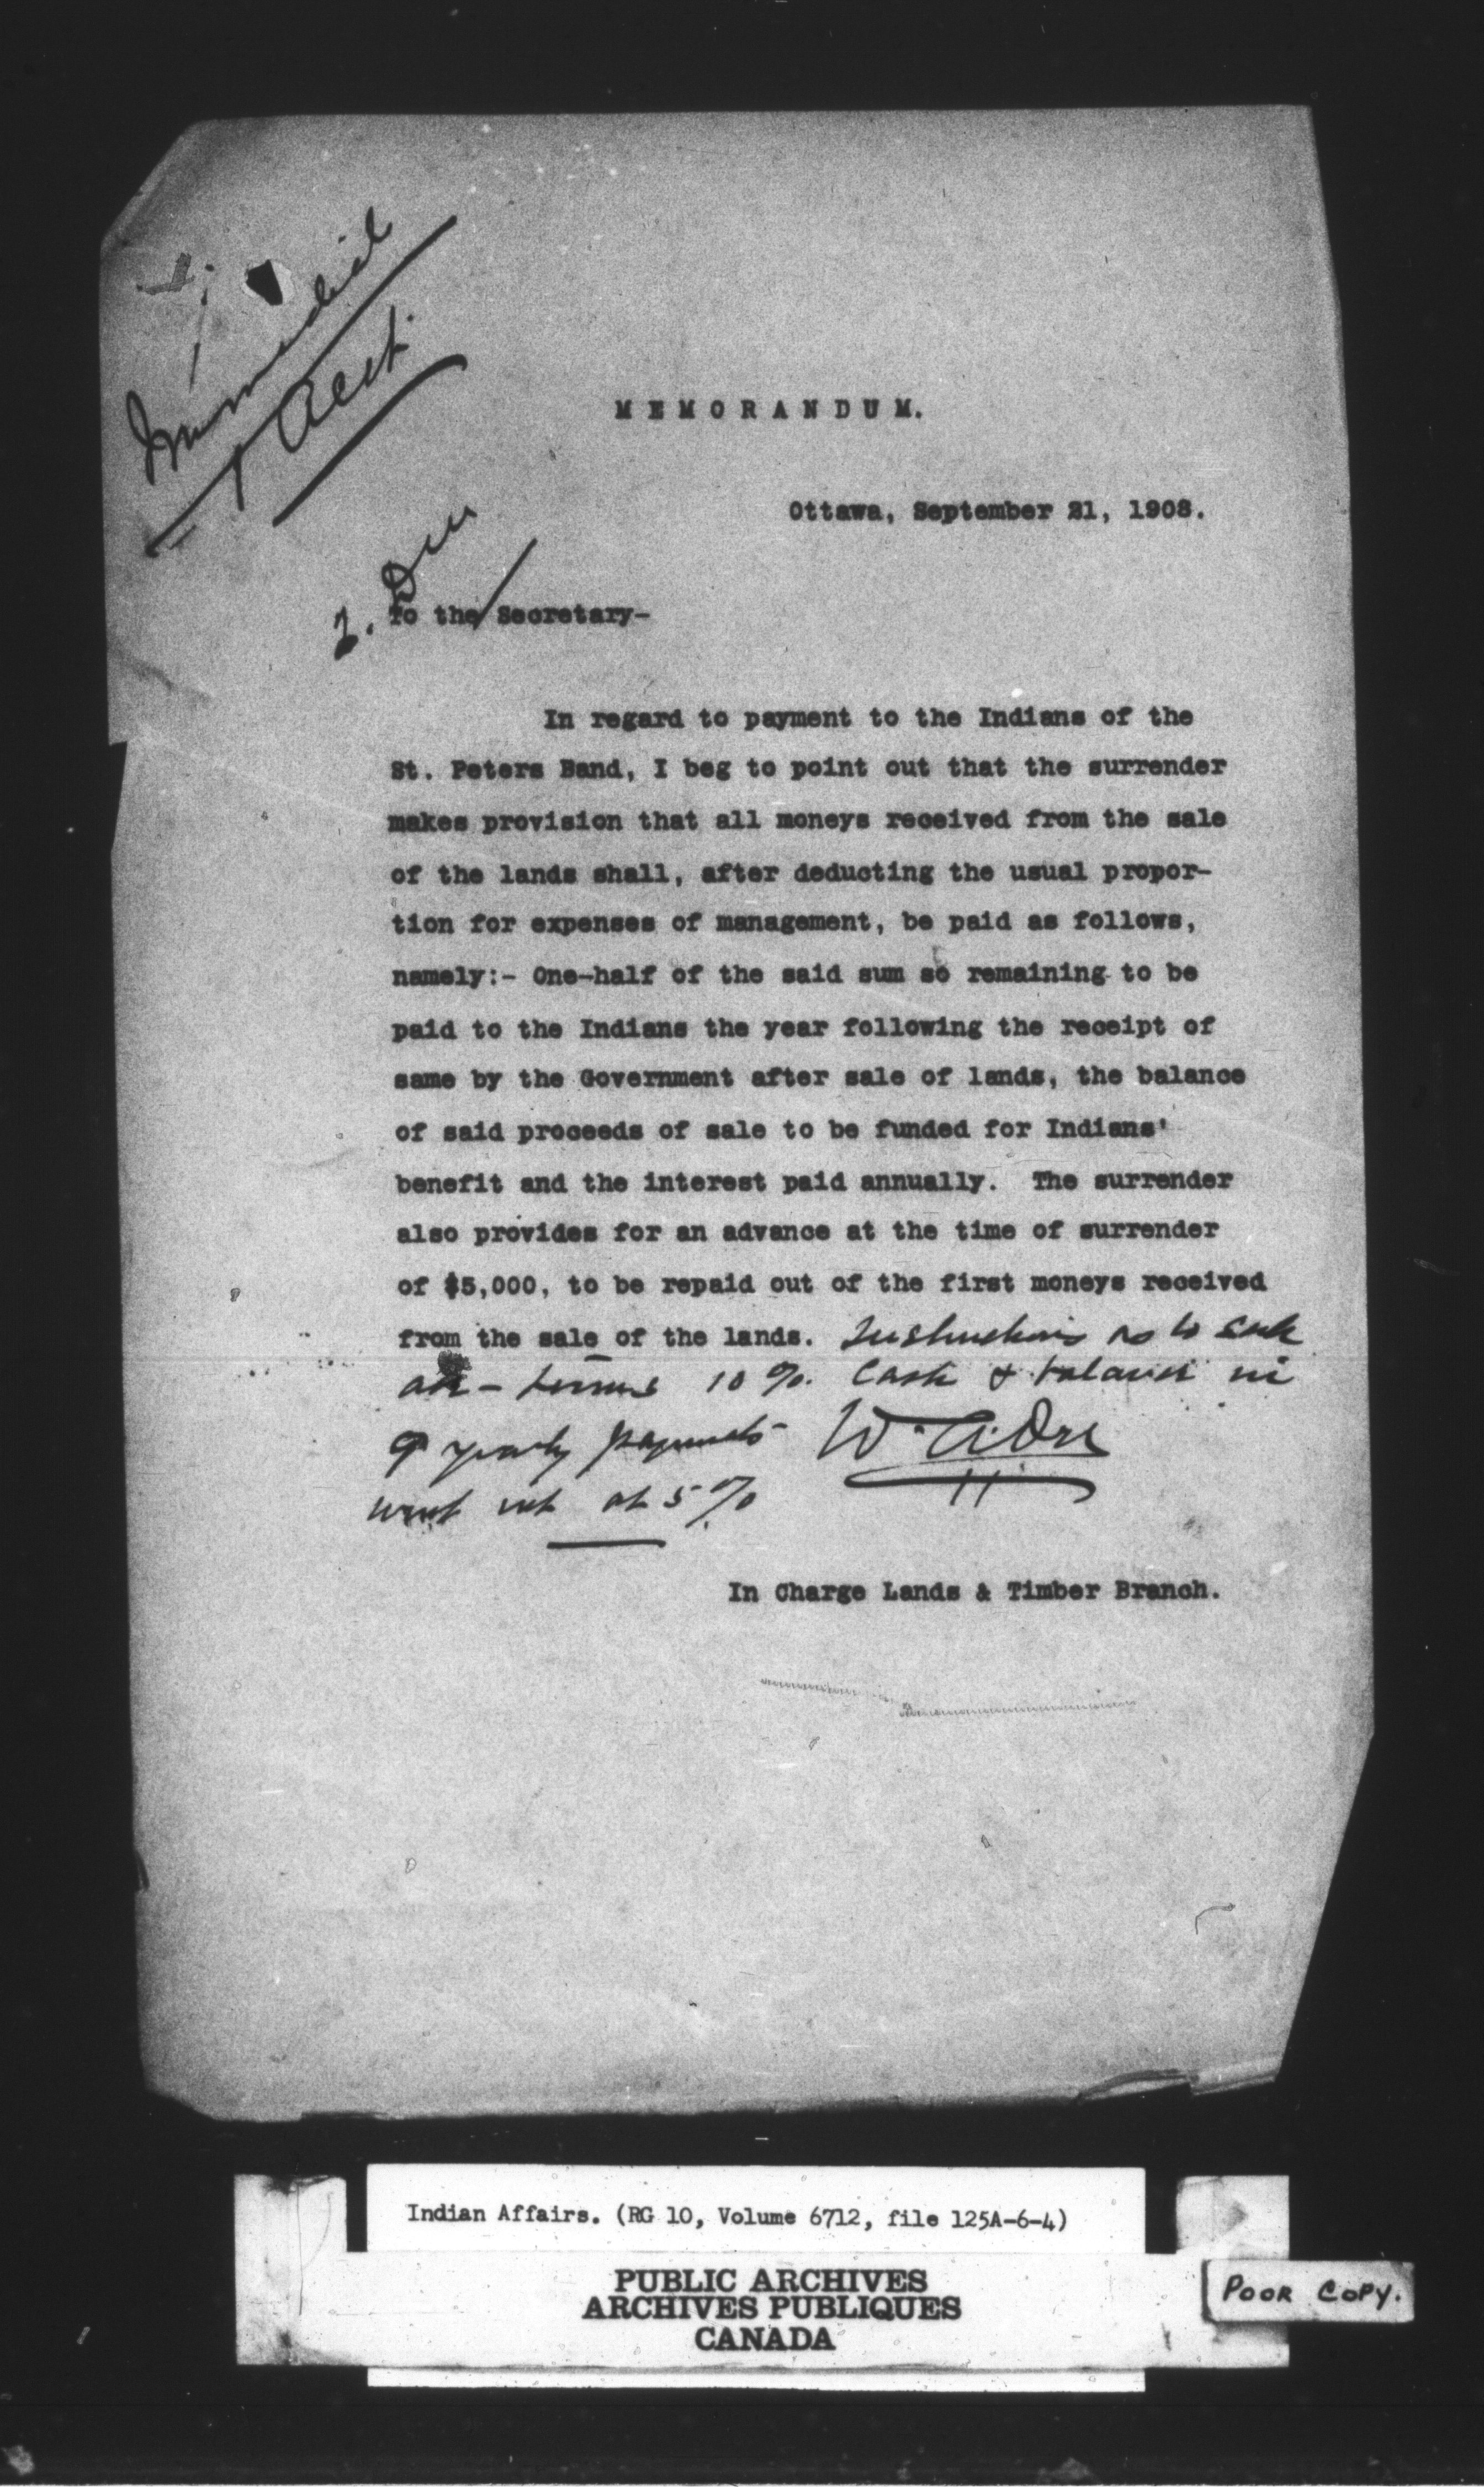 Immediate
Acct.
MEMORANDUM.
Ottawa, September 21, 1908.
To the Secretary-
In regard to payment to the Indians of the
St. Peters Band, I beg to point out that the surrender
makes provision that all moneys received from the sale
of the lands shall, after deducting the usual propor-
tion for expenses of management, be paid as follows,
namely:- One-half of the said sum so remaining to be
paid to the Indians the year following the receipt of
same by the Government after sale of lands, the balance
of said proceeds of sale to be funded for Indians'
benefit and the interest paid annually. The surrender
also provides for an advance at the time of surrender
of $5,000, to be repaid out of the first moneys received
from the sale of the lands. Instructions as to sale
are - terms 10%. Cash & balance in
9 yearly payments
W.A.Orr
with int at 5%
In Charge Lands & Timber Branch.
Indian Affairs. (RG 10, Volume 6712, file 125A-6-4)
PUBLIC ARCHIVES
ARCHIVES PUBLIQUES
CANADA
POOR COPY.